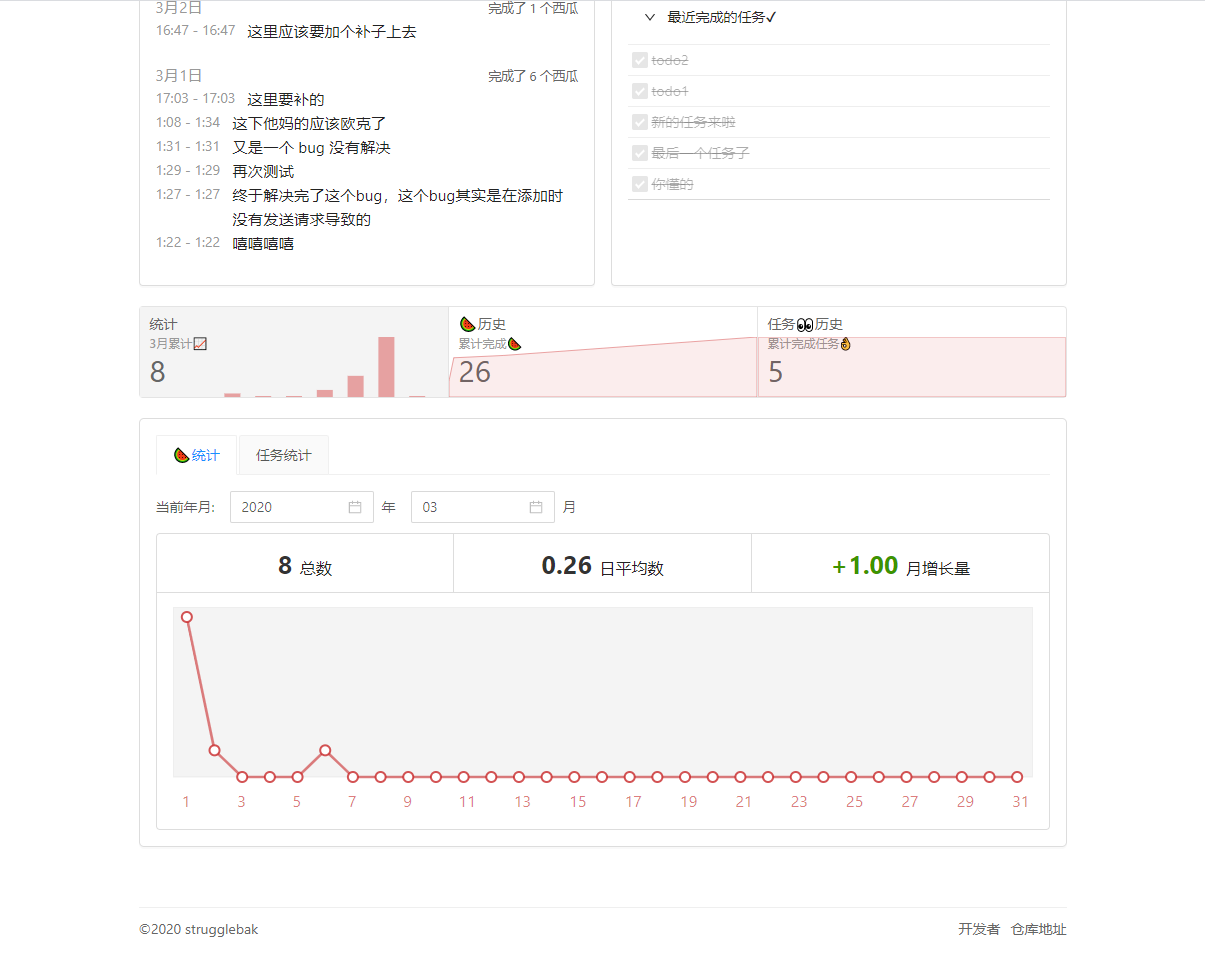 3月2日 完成了 1 个西瓜
16:47 - 16:47 这里应该要加个补子上去
3月1日 完成了 6 个西瓜
17:03 - 17:03 这里要补的
1:08 - 1:34 这下他妈的应该欧克了
1:31 - 1:31 又是一个 bug 没有解决
1:29 - 1:29 再次测试
1:27 - 1:27 终于解决完了这个bug，这个bug其实是在添加时
没有发送请求导致的
1:22 - 1:22 嘻嘻嘻嘻
最近完成的任务✓
todo2
todo1
新的任务来啦
最后一个任务了
你懂的
统计
3月累计📈
8
🍉历史
累计完成🍉
26
任务👀历史
累计完成任务👌
5
🍉统计 任务统计
当前年月: 2020 年 03 月
8 总数 0.26 日平均数 +1.00 月增长量
1 3 5 7 9 11 13 15 17 19 21 23 25 27 29 31
©2020 strugglebak 开发者 仓库地址